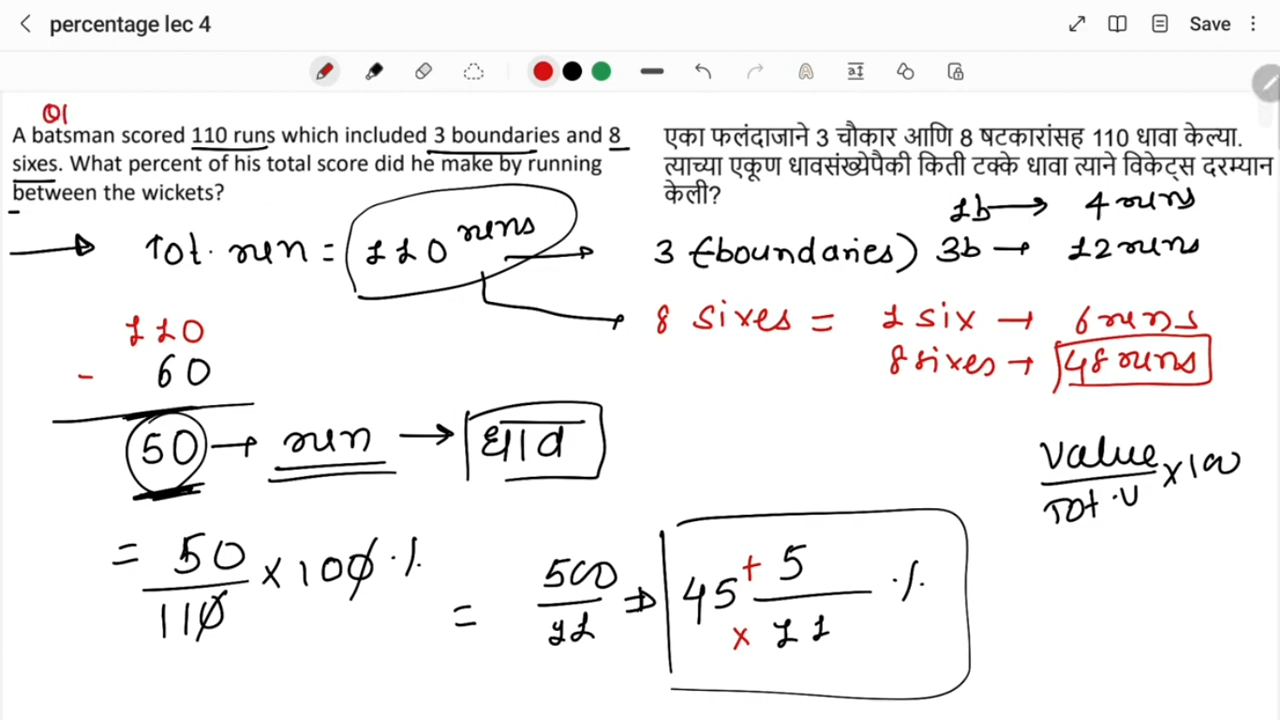 percentage lec 4
Save
Q1
A batsman scored 110 runs which included 3 boundaries and 8
sixes. What percent of his total score did he make by running
between the wickets?
एका फलंदाजाने 3 चौकार आणि 8 षटकारांसह 110 धावा केल्या.
त्याच्या एकूण धावसंख्येपैकी किती टक्के धावा त्याने विकेट्स दरम्यान
केली?
1b → 4 runs
Tot. run = 110 runs →
3 (boundaries) 3b → 12 runs
8 sixes = 1 six → 6 runs
8 sixes → 48 runs
110
- 60
50 → run → धाव
Value/Tot.V × 100
= 50/110 × 100 %
= 500/11 ⇒ 45 5/11 %
+
×